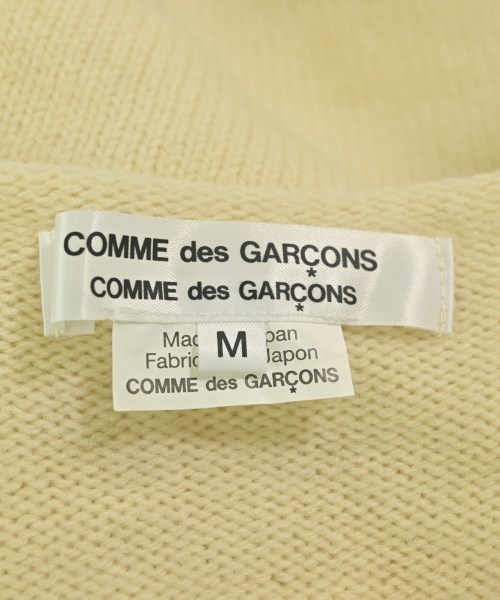 COMME des GARÇONS
COMME des GARÇONS
M
Mad pan
Fabric Japon
COMME des GARÇONS